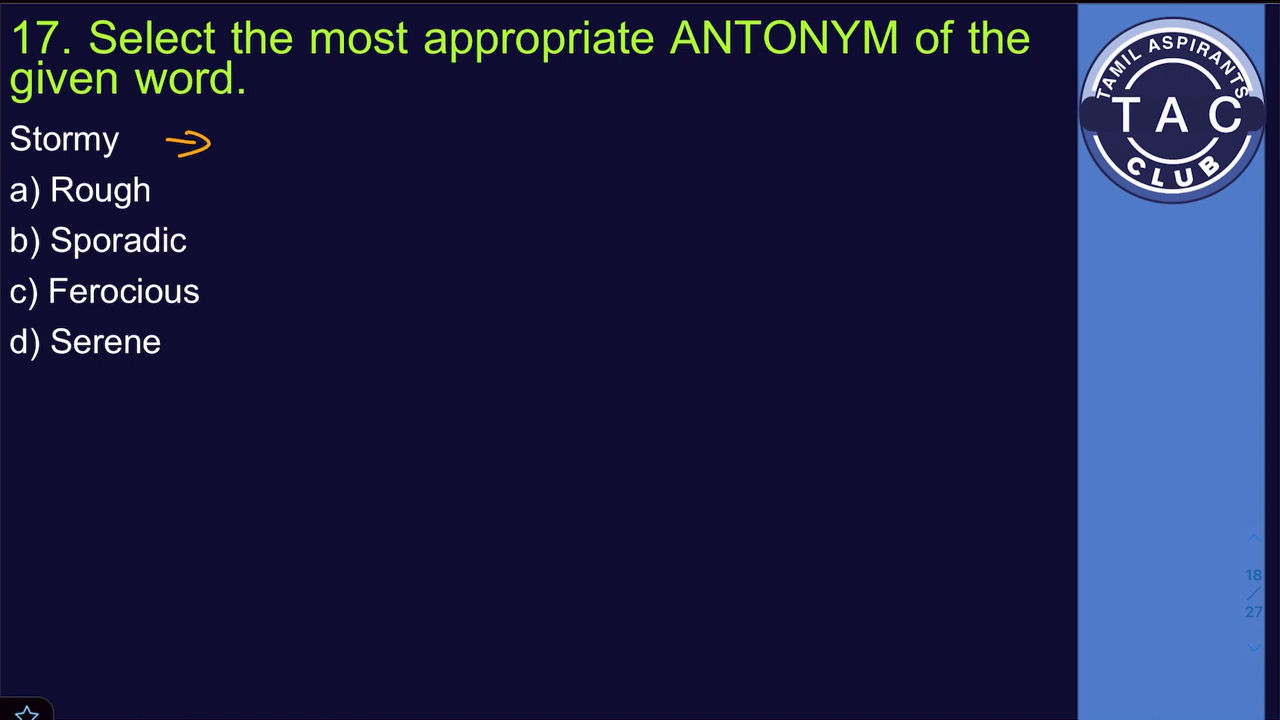 17. Select the most appropriate ANTONYM of the
given word.
Stormy
a) Rough
b) Sporadic
c) Ferocious
d) Serene
TAMIL ASPIRANTS
TAC
CLUB
18
/
27